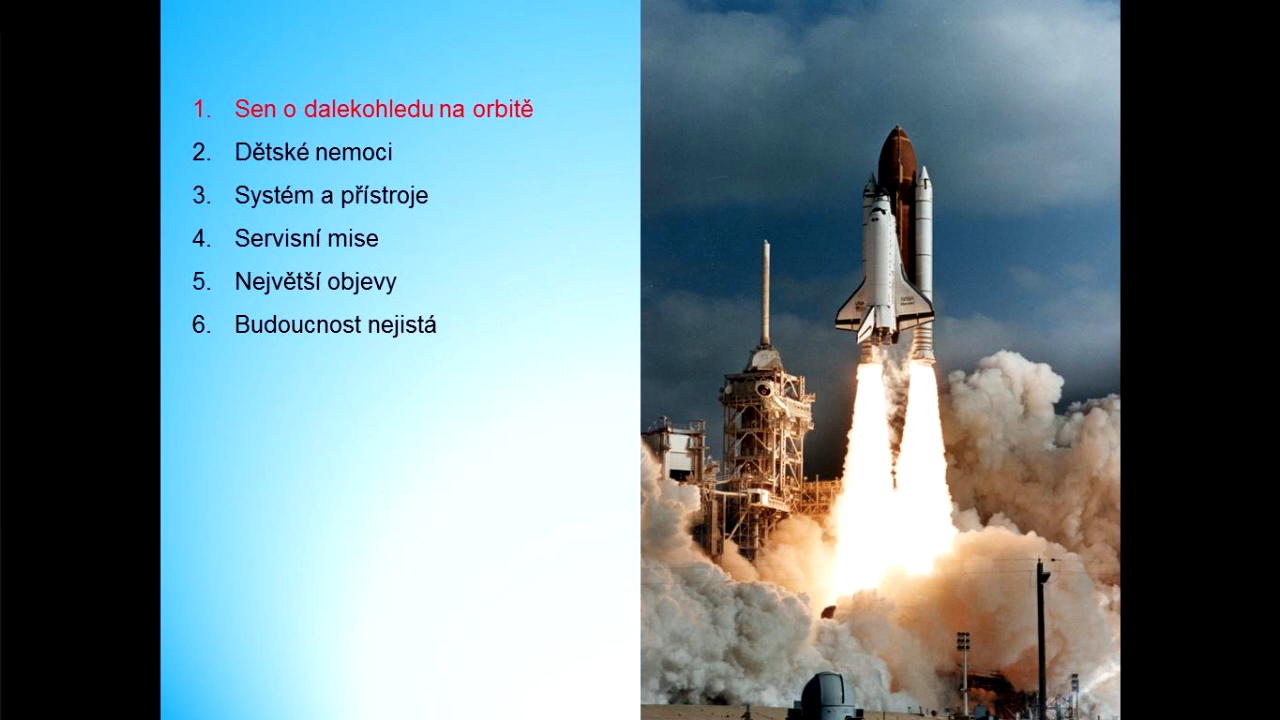 1. Sen o dalekohledu na orbitě
2. Dětské nemoci
3. Systém a přístroje
4. Servisní mise
5. Největší objevy
6. Budoucnost nejistá